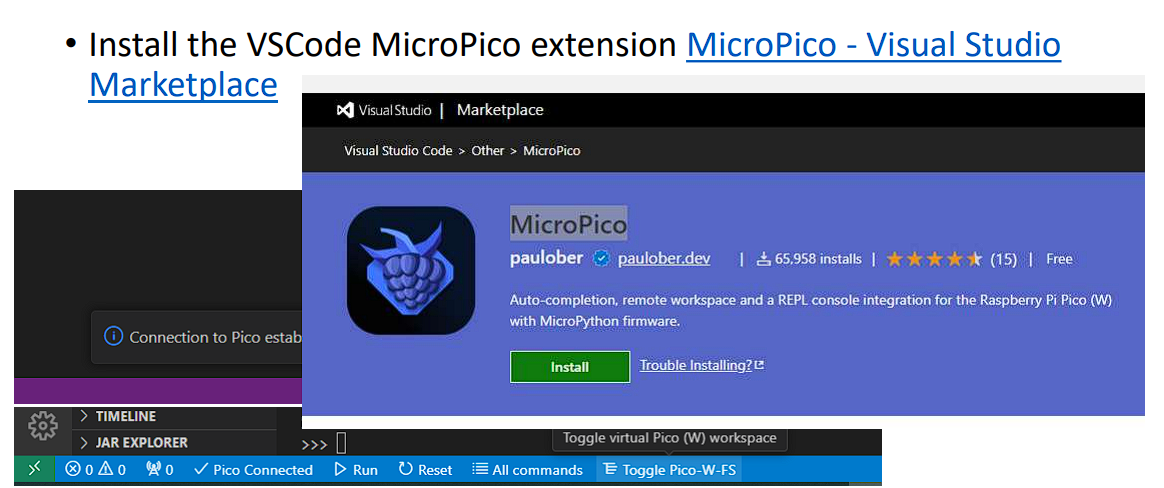 • Install the VSCode MicroPico extension MicroPico - Visual Studio
Marketplace
Visual Studio | Marketplace
Visual Studio Code > Other > MicroPico
MicroPico
paulober paulober.dev | 65,958 installs | (15) | Free
Auto-completion, remote workspace and a REPL console integration for the Raspberry Pi Pico (W)
with MicroPython firmware.
Install Trouble Installing?
Connection to Pico estab
> TIMELINE
> JAR EXPLORER
>>>
Toggle virtual Pico (W) workspace
0 0 0 Pico Connected Run Reset All commands Toggle Pico-W-FS